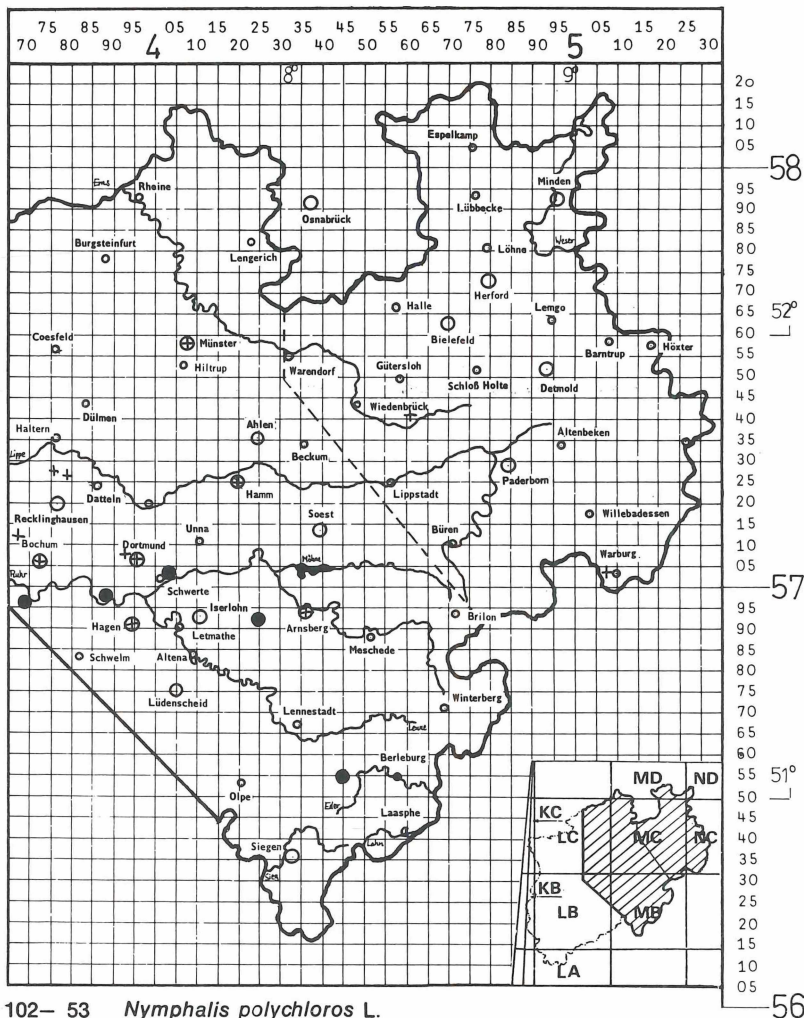 75 85 95 4 05 15 25 35 45 55 65 75 85 95 5 05 15 25
70 80 90 10 20 30 40 50 60 70 80 90 10 20 30
8°
9°
20
15
10
05
58
95
90
85
80
75
70
65
52°
60
55
50
45
40
35
30
25
20
15
10
05
57
95
90
85
80
75
70
65
60
55
51°
50
45
40
35
30
25
20
15
10
05
56
Espelkamp
Ems
Rheine
Osnabrück
Lübbecke
Minden
Weser
Burgsteinfurt
Lengerich
Löhne
Herford
Halle
Lemgo
Coesfeld
Münster
Bielefeld
Barntrup
Höxter
Hiltrup
Warendorf
Gütersloh
Schloß Holte
Detmold
Dülmen
Wiedenbrück
Haltern
Ahlen
Beckum
Altenbeken
Lippe
Datteln
Hamm
Lippstadt
Paderborn
Recklinghausen
Unna
Soest
Büren
Willebadessen
Bochum
Dortmund
Möhne
Warburg
Ruhr
Schwerte
Hagen
Iserlohn
Letmathe
Arnsberg
Brilon
Schwelm
Altena
Meschede
Lüdenscheid
Winterberg
Lennestadt
Lenne
Berleburg
Olpe
Eder
Laasphe
Siegen
Lahn
Sieg
MD ND
KC
LC MC NC
KB
LB MB
LA
102– 53 Nymphalis polychloros L.